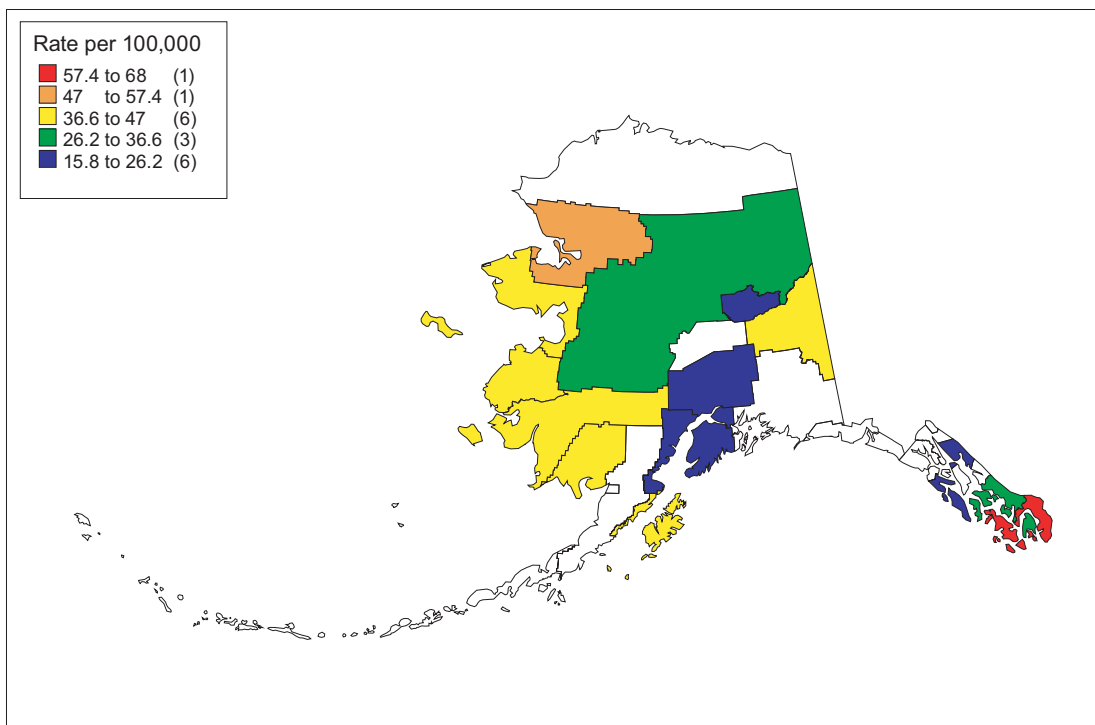 Rate per 100,000
57.4 to 68 (1)
47 to 57.4 (1)
36.6 to 47 (6)
26.2 to 36.6 (3)
15.8 to 26.2 (6)